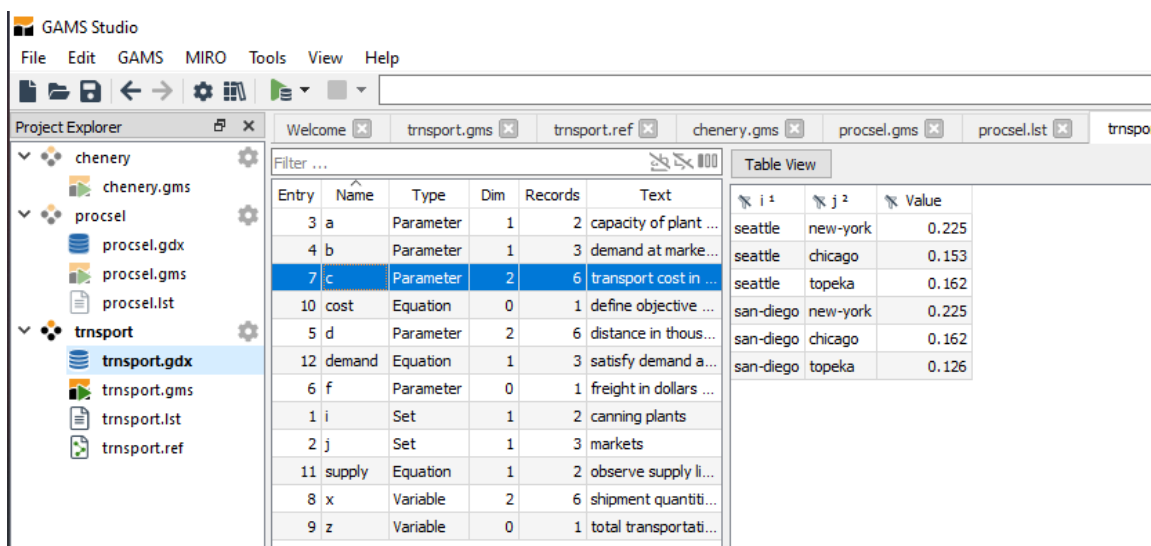 GAMS Studio
File Edit GAMS MIRO Tools View Help
Project Explorer
chenery
chenery.gms
procsel
procsel.gdx
procsel.gms
procsel.lst
trnsport
trnsport.gdx
trnsport.gms
trnsport.lst
trnsport.ref
Welcome trnsport.gms trnsport.ref chenery.gms procsel.gms procsel.lst trnspo
Filter ...
Entry Name Type Dim Records Text
3 a Parameter 1 2 capacity of plant ...
4 b Parameter 1 3 demand at marke...
7 c Parameter 2 6 transport cost in ...
10 cost Equation 0 1 define objective ...
5 d Parameter 2 6 distance in thous...
12 demand Equation 1 3 satisfy demand a...
6 f Parameter 0 1 freight in dollars ...
1 i Set 1 2 canning plants
2 j Set 1 3 markets
11 supply Equation 1 2 observe supply li...
8 x Variable 2 6 shipment quantiti...
9 z Variable 0 1 total transportati...
Table View
i 1 j 2 Value
seattle new-york 0.225
seattle chicago 0.153
seattle topeka 0.162
san-diego new-york 0.225
san-diego chicago 0.162
san-diego topeka 0.126